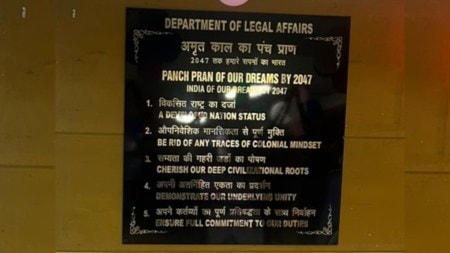 DEPARTMENT OF LEGAL AFFAIRS
अमृत काल का पंच प्राण
2047 तक हमारे सपनों का भारत
PANCH PRAN OF OUR DREAMS BY 2047
INDIA OF OUR DREAMS BY 2047
1. विकसित राष्ट्र का दर्जा
A DEVELOPED NATION STATUS
2. औपनिवेशिक मानसिकता से पूर्ण मुक्ति
BE RID OF ANY TRACES OF COLONIAL MINDSET
3. सभ्यता की गहरी जड़ों का पोषण
CHERISH OUR DEEP CIVILIZATIONAL ROOTS
4. अपनी अंतर्निहित एकता का प्रदर्शन
DEMONSTRATE OUR UNDERLYING UNITY
5. अपने कर्तव्यों का पूर्ण प्रतिबद्धता के साथ निर्वहन
ENSURE FULL COMMITMENT TO OUR DUTIES